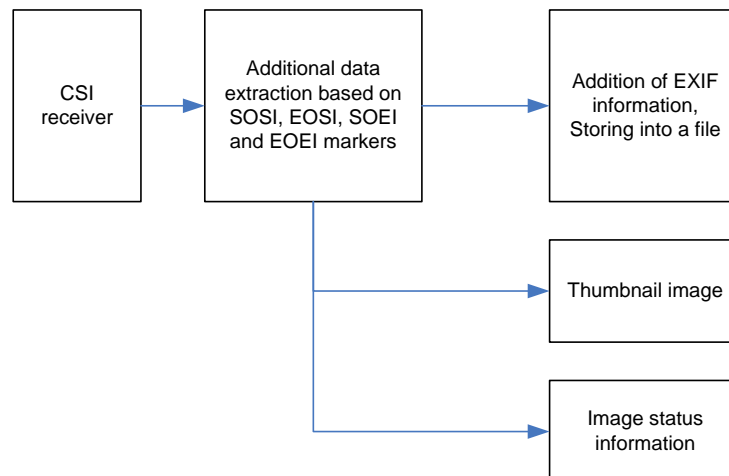 CSI
receiver
Additional data
extraction based on
SOSI, EOSI, SOEI
and EOEI markers
Addition of EXIF
information,
Storing into a file
Thumbnail image
Image status
information